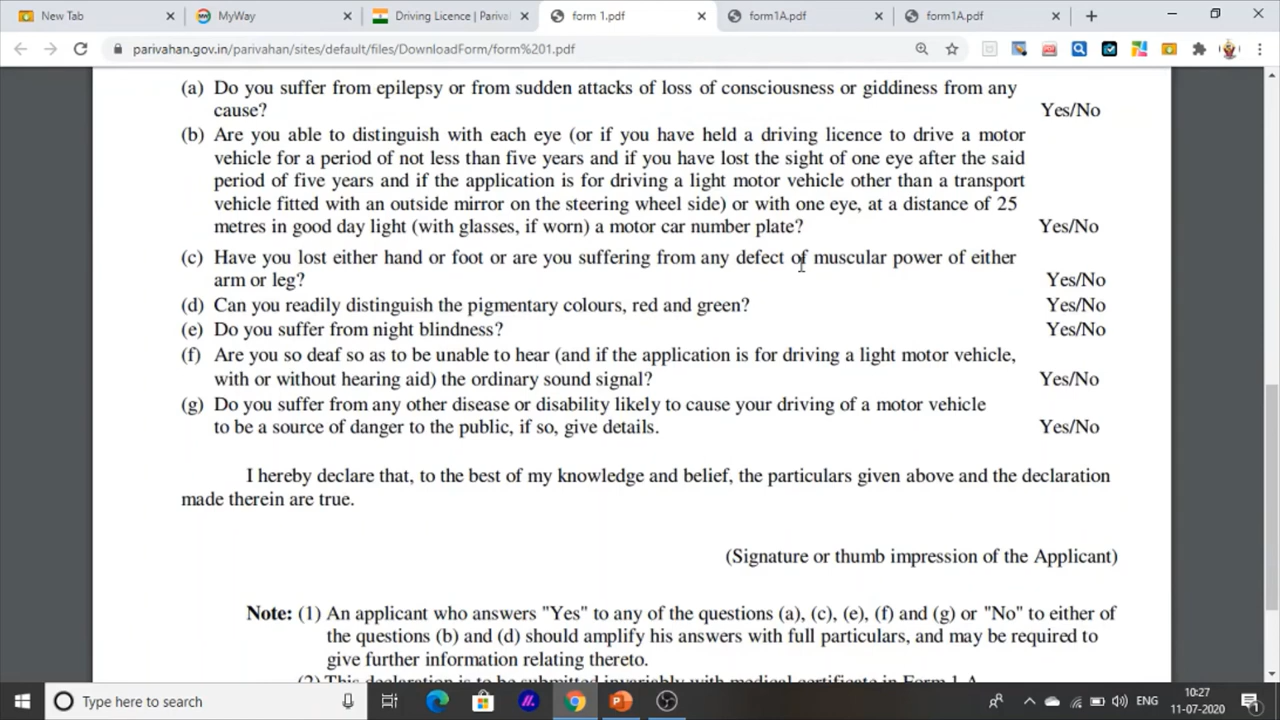 New Tab
MyWay
Driving Licence | Pariva
form 1.pdf
form1A.pdf
form1A.pdf
parivahan.gov.in/parivahan/sites/default/files/DownloadForm/form%201.pdf
(a) Do you suffer from epilepsy or from sudden attacks of loss of consciousness or giddiness from any
cause? Yes/No
(b) Are you able to distinguish with each eye (or if you have held a driving licence to drive a motor
vehicle for a period of not less than five years and if you have lost the sight of one eye after the said
period of five years and if the application is for driving a light motor vehicle other than a transport
vehicle fitted with an outside mirror on the steering wheel side) or with one eye, at a distance of 25
metres in good day light (with glasses, if worn) a motor car number plate? Yes/No
(c) Have you lost either hand or foot or are you suffering from any defect of muscular power of either
arm or leg? Yes/No
(d) Can you readily distinguish the pigmentary colours, red and green? Yes/No
(e) Do you suffer from night blindness? Yes/No
(f) Are you so deaf so as to be unable to hear (and if the application is for driving a light motor vehicle,
with or without hearing aid) the ordinary sound signal? Yes/No
(g) Do you suffer from any other disease or disability likely to cause your driving of a motor vehicle
to be a source of danger to the public, if so, give details. Yes/No
I hereby declare that, to the best of my knowledge and belief, the particulars given above and the declaration
made therein are true.
(Signature or thumb impression of the Applicant)
Note: (1) An applicant who answers "Yes" to any of the questions (a), (c), (e), (f) and (g) or "No" to either of
the questions (b) and (d) should amplify his answers with full particulars, and may be required to
give further information relating thereto.
(2) This declaration is to be submitted invariably with medical certificate in Form 1-A
Type here to search
ENG
10:27
11-07-2020